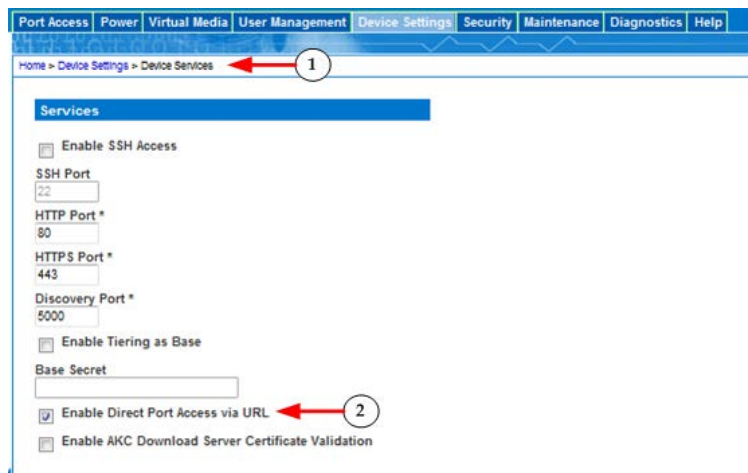 Port Access Power Virtual Media User Management Device Settings Security Maintenance Diagnostics Help
Home > Device Settings > Device Services
1
Services
Enable SSH Access
SSH Port
22
HTTP Port *
80
HTTPS Port *
443
Discovery Port *
5000
Enable Tiering as Base
Base Secret
Enable Direct Port Access via URL
2
Enable AKC Download Server Certificate Validation